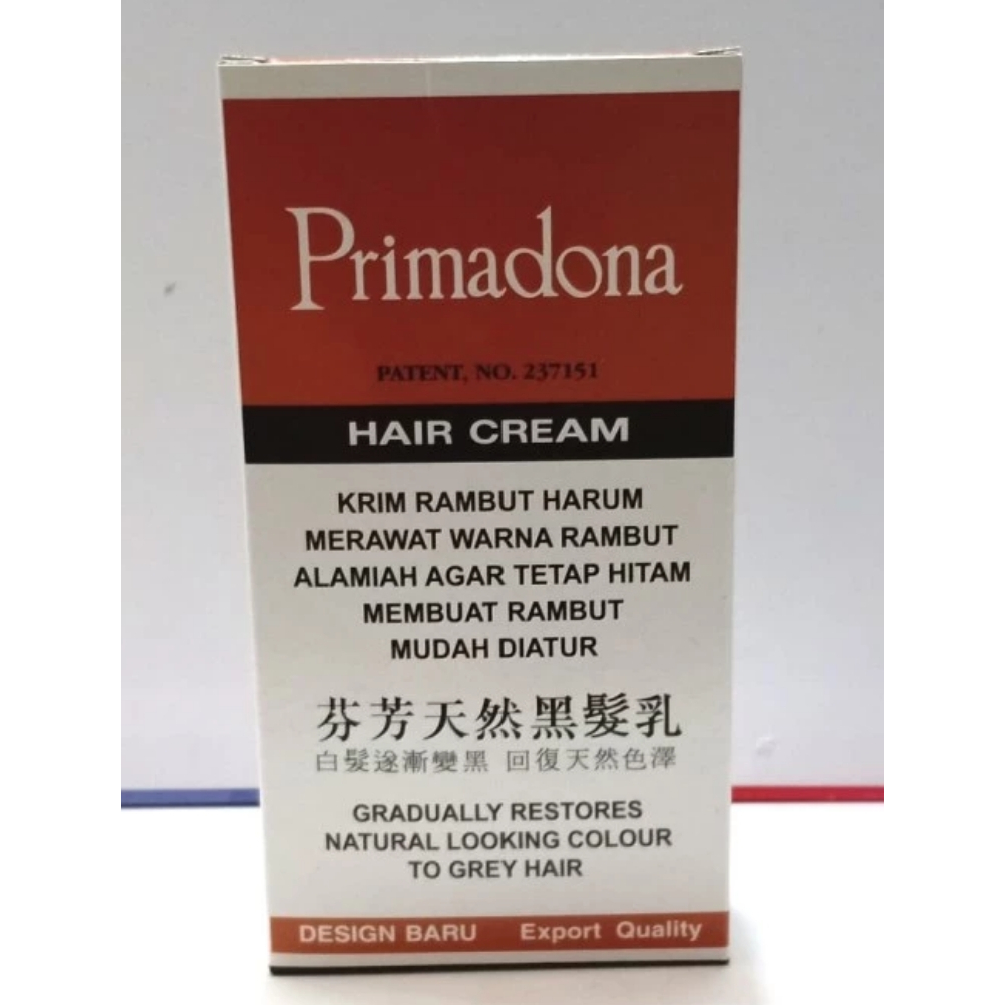 Primadona
PATENT, NO. 237151
HAIR CREAM
KRIM RAMBUT HARUM
MERAWAT WARNA RAMBUT
ALAMIAH AGAR TETAP HITAM
MEMBUAT RAMBUT
MUDAH DIATUR
芬芳天然黑髮乳
白髮逐漸變黑 回復天然色澤
GRADUALLY RESTORES
NATURAL LOOKING COLOUR
TO GREY HAIR
DESIGN BARU Export Quality